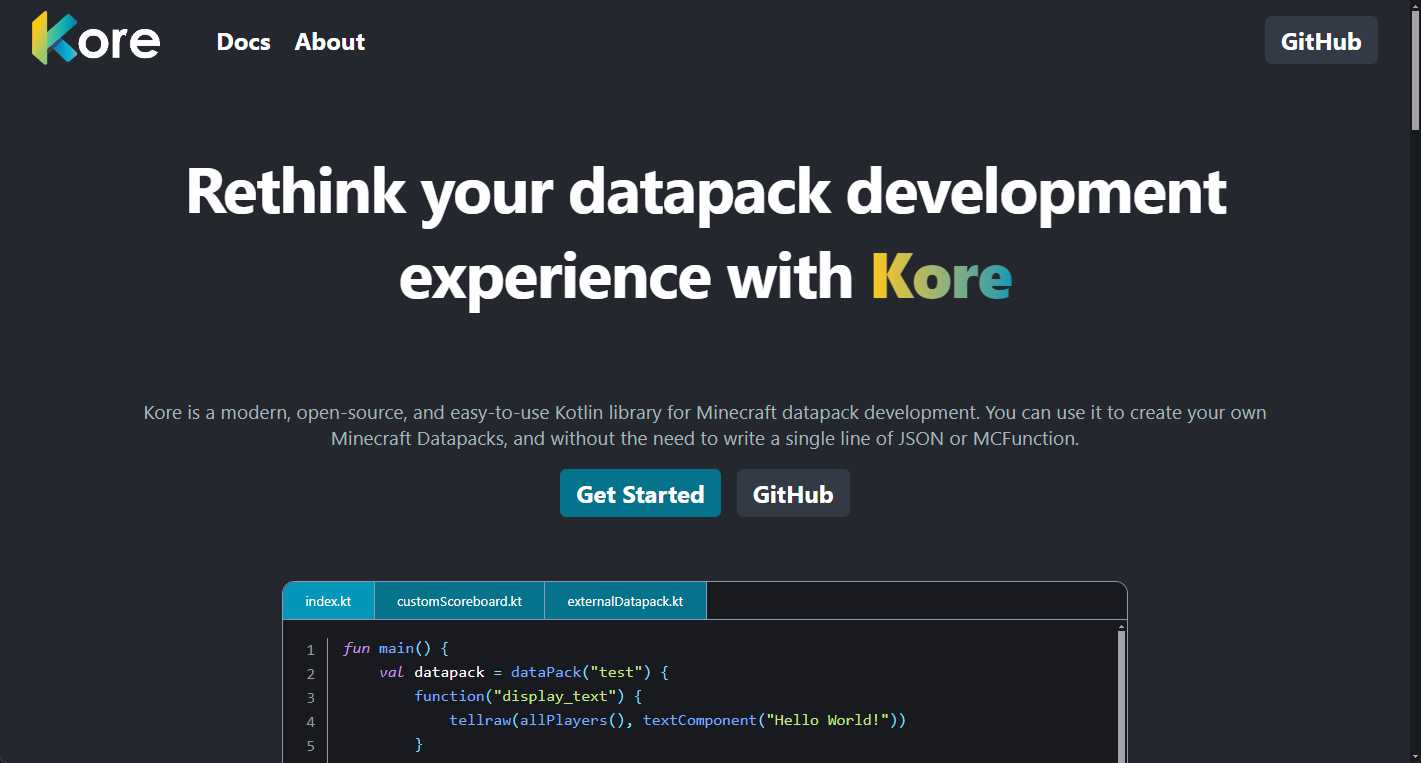 Kore Docs About GitHub
Rethink your datapack development
experience with Kore
Kore is a modern, open-source, and easy-to-use Kotlin library for Minecraft datapack development. You can use it to create your own
Minecraft Datapacks, and without the need to write a single line of JSON or MCFunction.
Get Started GitHub
index.kt customScoreboard.kt externalDatapack.kt
1 fun main() {
2 val datapack = dataPack("test") {
3 function("display_text") {
4 tellraw(allPlayers(), textComponent("Hello World!"))
5 }